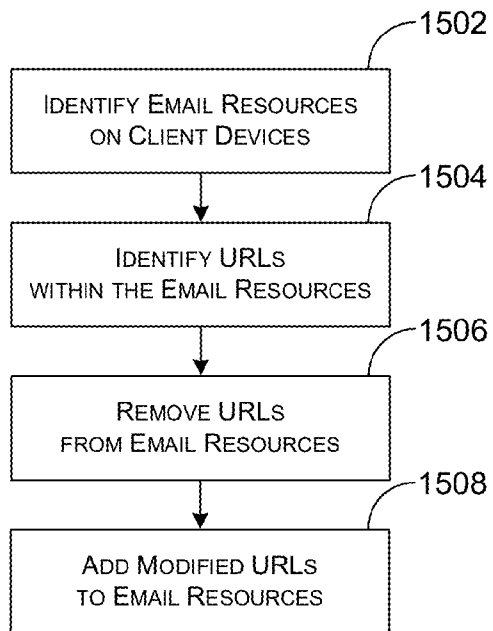 1502
IDENTIFY EMAIL RESOURCES
ON CLIENT DEVICES
1504
IDENTIFY URLS
WITHIN THE EMAIL RESOURCES
1506
REMOVE URLS
FROM EMAIL RESOURCES
1508
ADD MODIFIED URLS
TO EMAIL RESOURCES